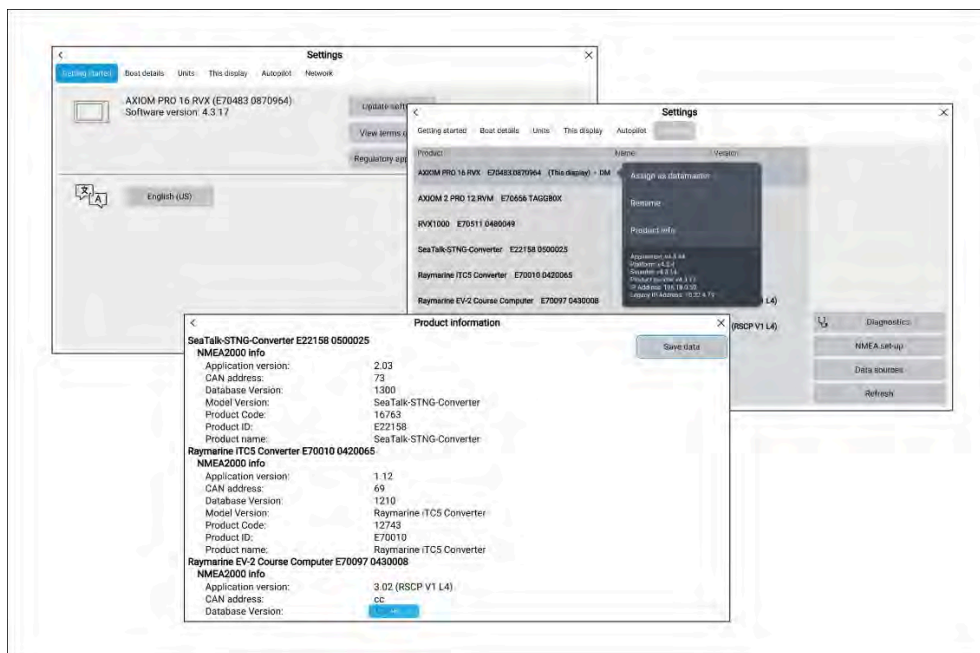 Settings
Getting started Boat details Units This display Autopilot Network
AXIOM PRO 16 RVX (E70483 0870964)
Software version: 4.3.17
Update soft
View terms o
Regulatory app
English (US)
Settings
Getting started Boat details Units This display Autopilot
Product Name Version
AXIOM PRO 16 RVX E70483 0870964 (This display) - DM
Assign as datamaster
AXIOM 2 PRO 12 RVM E70656 TAGGB0X
Rename
RVX1000 E70511 0480049
Product info
SeaTalk-STNG-Converter E22158 0500025
Raymarine iTC5 Converter E70010 0420065
Raymarine EV-2 Course Computer E70097 0430008
1 L4)
(RSCP V1 L4)
Diagnostics
NMEA set-up
Data sources
Refresh
Product information
Save data
SeaTalk-STNG-Converter E22158 0500025
NMEA2000 info
Application version: 2.03
CAN address: 73
Database Version: 1300
Model Version: SeaTalk-STNG-Converter
Product Code: 16763
Product ID: E22158
Product name: SeaTalk-STNG-Converter
Raymarine iTC5 Converter E70010 0420065
NMEA2000 info
Application version: 1.12
CAN address: 69
Database Version: 1210
Model Version: Raymarine iTC5 Converter
Product Code: 12743
Product ID: E70010
Product name: Raymarine iTC5 Converter
Raymarine EV-2 Course Computer E70097 0430008
NMEA2000 info
Application version: 3.02 (RSCP V1 L4)
CAN address: cc
Database Version: